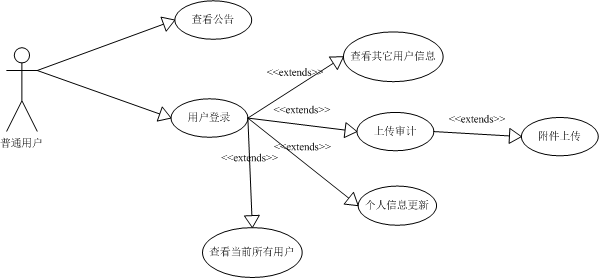 查看公告
查看其它用户信息
<<extends>>
普通用户
用户登录
<<extends>>
上传审计
<<extends>>
附件上传
<<extends>>
<<extends>>
个人信息更新
查看当前所有用户